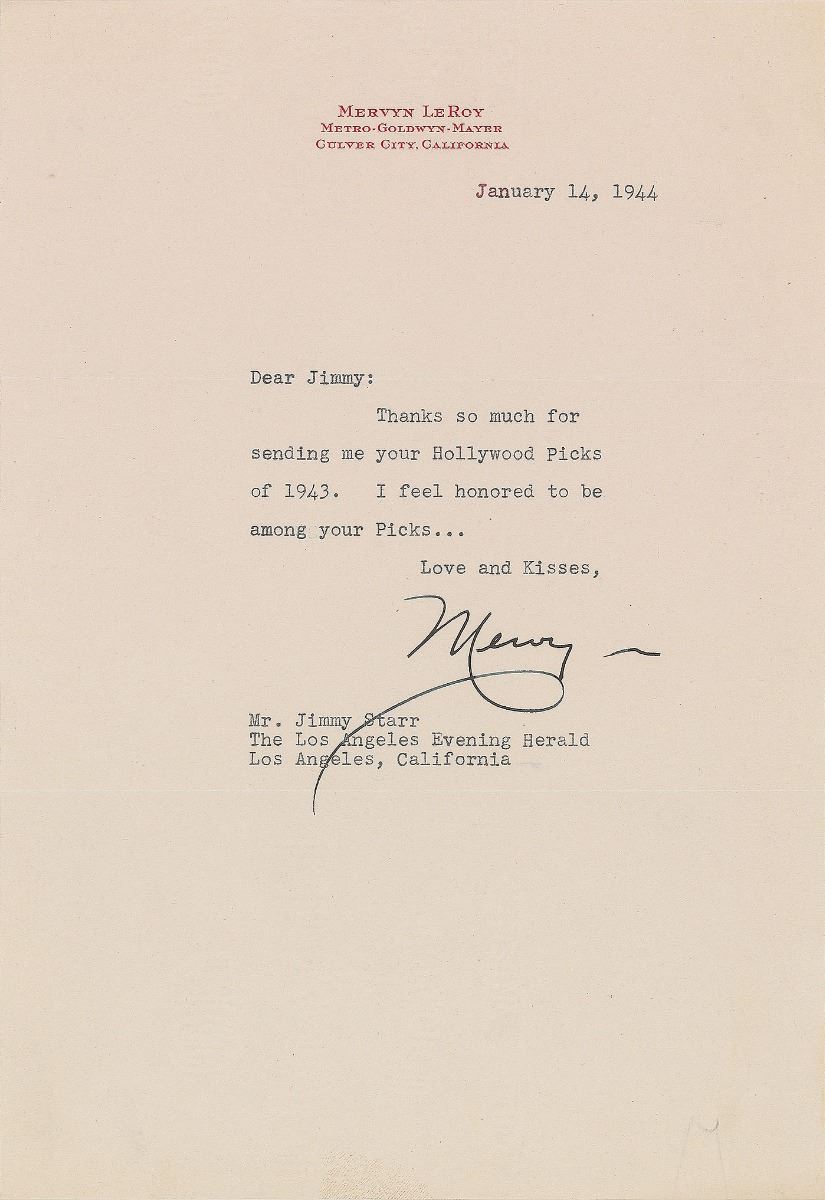 MERVYN LEROY
METRO-GOLDWYN-MAYER
CULVER CITY, CALIFORNIA
January 14, 1944
Dear Jimmy:
Thanks so much for
sending me your Hollywood Picks
of 1943. I feel honored to be
among your Picks...
Love and Kisses,
Merv
Mr. Jimmy Starr
The Los Angeles Evening Herald
Los Angeles, California